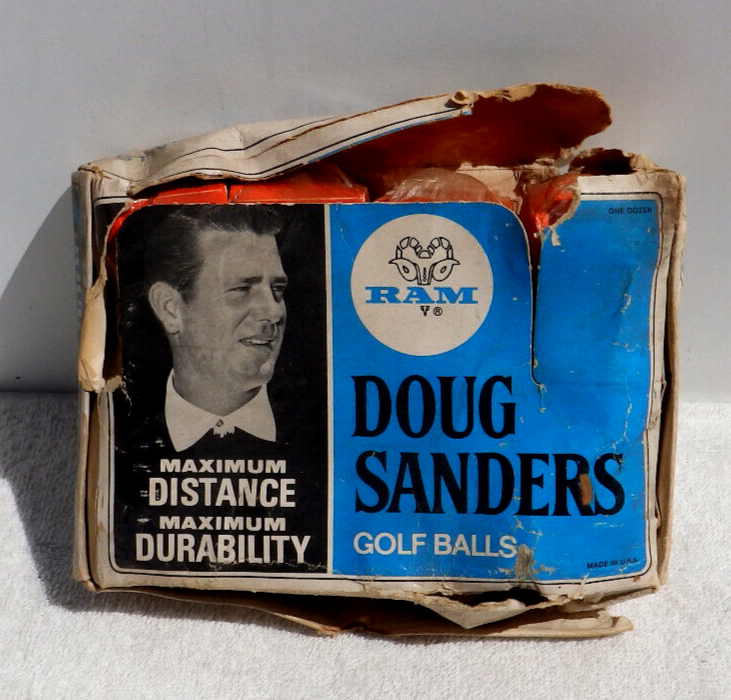 ONE DOZEN
RAM
®
DOUG
SANDERS
GOLF BALLS
MAXIMUM
DISTANCE
MAXIMUM
DURABILITY
MADE IN U.S.A.